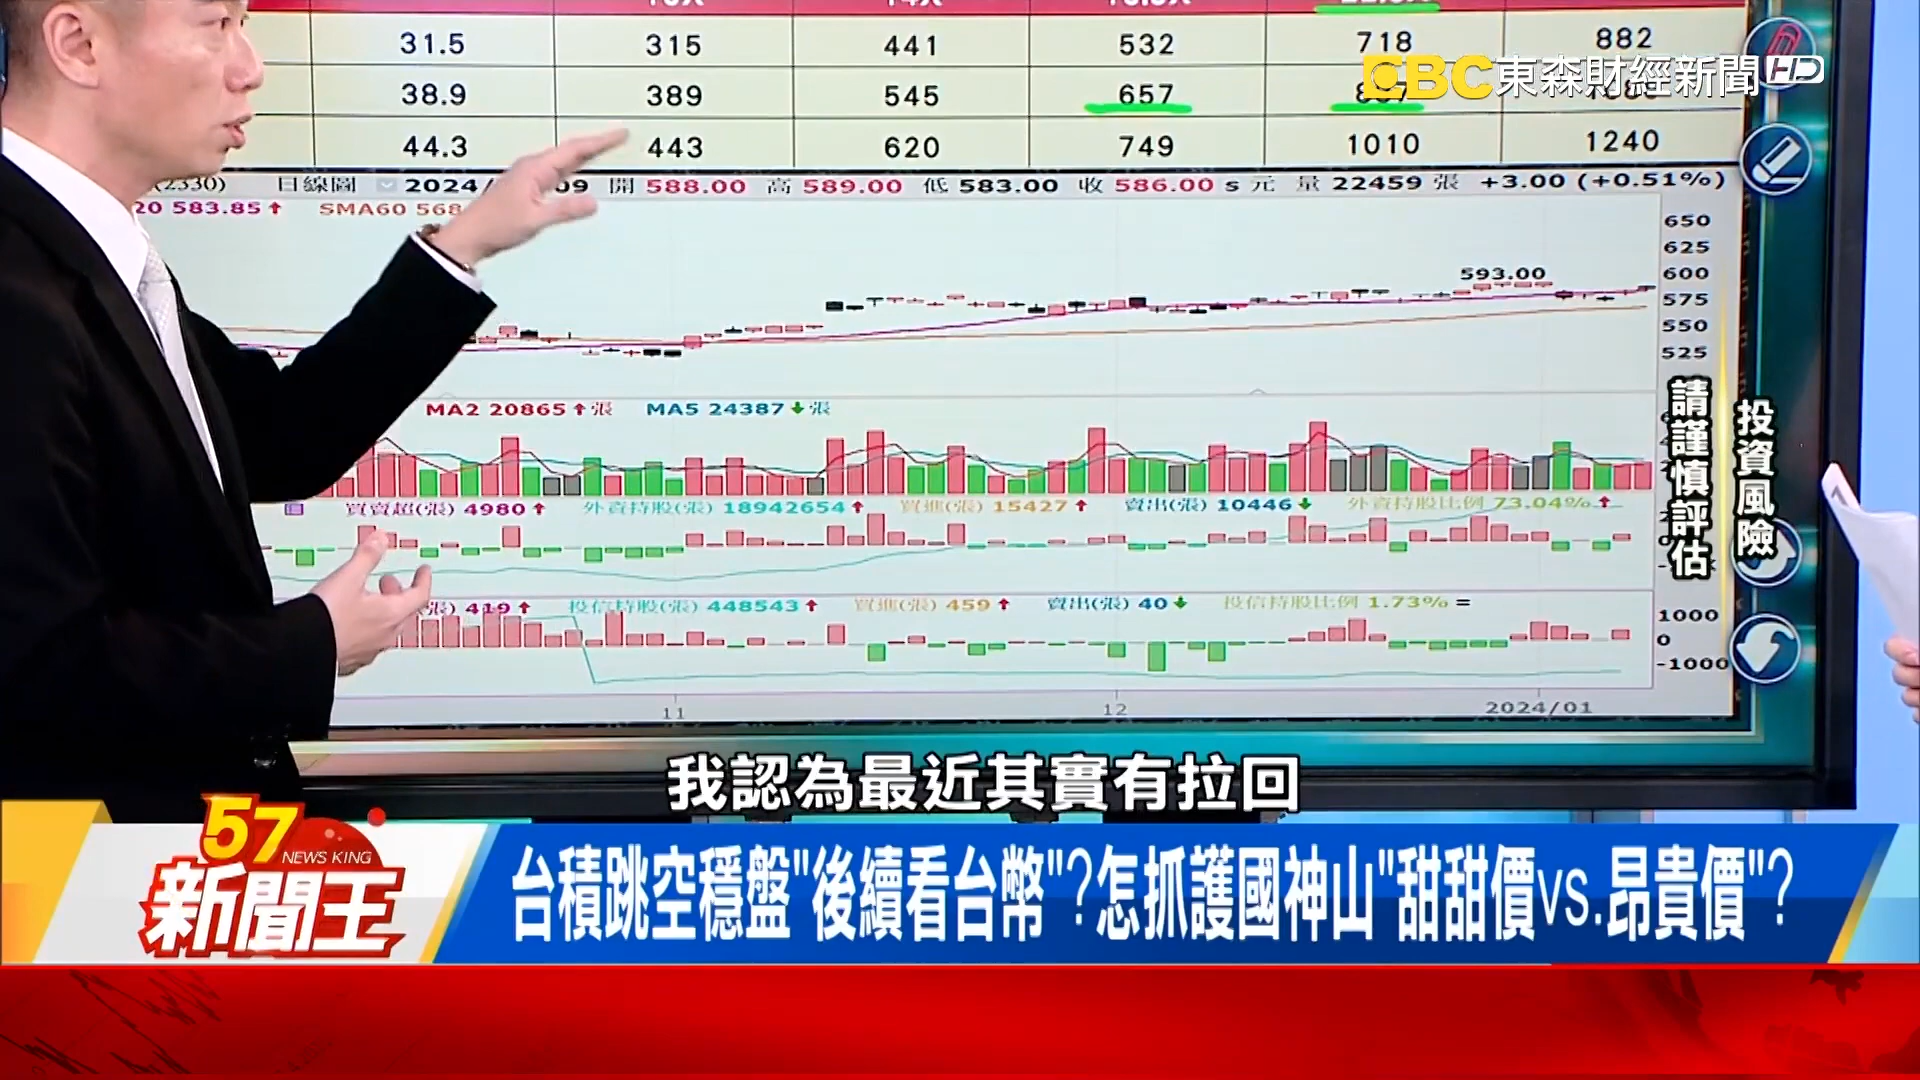 31.5 315 441 532 718 882
EBC 東森財經新聞 HD
38.9 389 545 657
44.3 443 620 749 1010 1240
(2330) 日線圖 2024/ 09 開 588.00 高 589.00 低 583.00 收 586.00 s 元 量 22459 張 +3.00 (+0.51%)
20 583.85↑ SMA60 568
650
625
593.00
600
575
550
525
MA2 20865↑張 MA5 24387↓張
請謹慎評估
投資風險
買賣超(張) 4980↑ 外資持股(張) 18942654↑ 買進(張) 15427↑ 賣出(張) 10446↓ 外資持股比例 73.04%↑
張) 419↑ 投信持股(張) 448543↑ 買進(張) 459↑ 賣出(張) 40↓ 投信持股比例 1.73% =
1000
0
-1000
11 12 2024/01
我認為最近其實有拉回
57 NEWS KING
新聞王
台積跳空穩盤"後續看台幣"?怎抓護國神山"甜甜價vs.昂貴價"?